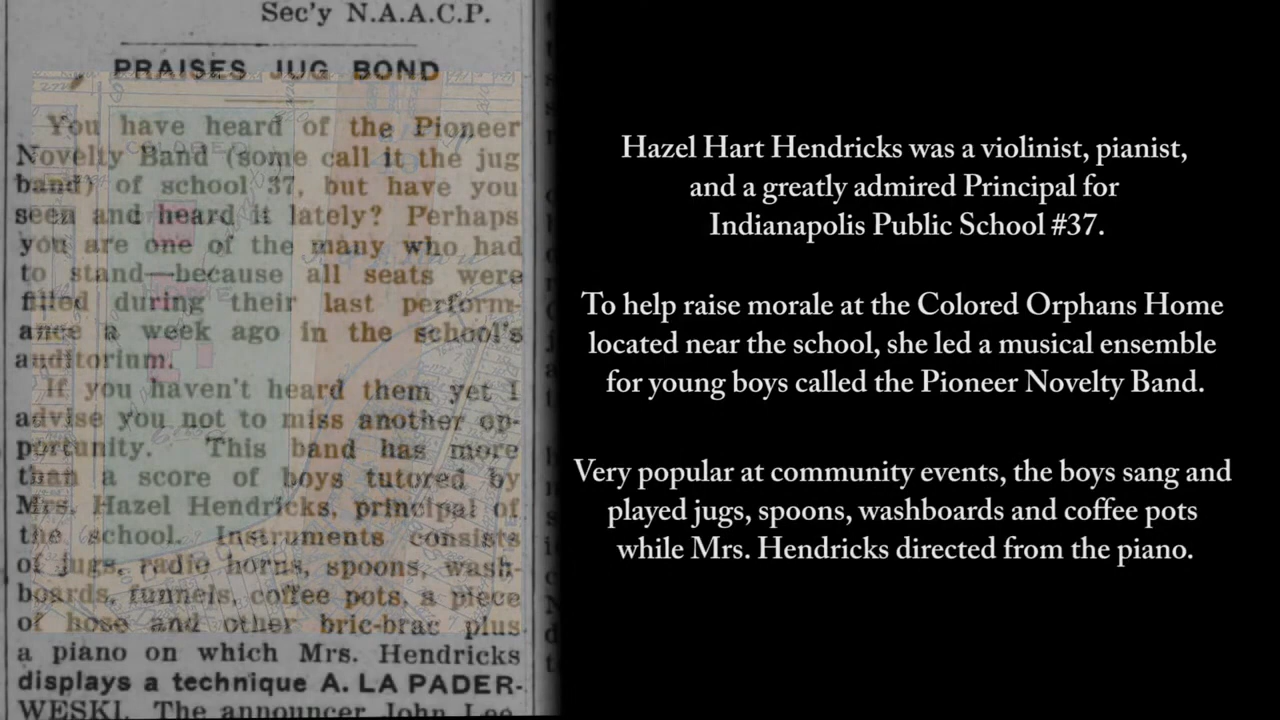 Sec'y N.A.A.C.P.
PRAISES JUG BOND
You have heard of the Pioneer
Novelty Band (some call it the jug
band) of school 37, but have you
seen and heard it lately? Perhaps
you are one of the many who had
to stand—because all seats were
filled during their last perform-
ance a week ago in the school's
auditorium.
If you haven't heard them yet I
advise you not to miss another op-
portunity. This band has more
than a score of boys tutored by
Mrs. Hazel Hendricks, principal of
the school. Instruments consists
of jugs, radio horns, spoons, wash-
boards, funnels, coffee pots, a piece
of hose and other bric-brac plus
a piano on which Mrs. Hendricks
displays a technique A. LA PADER-
WESKI. The announcer John Lee
Hazel Hart Hendricks was a violinist, pianist,
and a greatly admired Principal for
Indianapolis Public School #37.
To help raise morale at the Colored Orphans Home
located near the school, she led a musical ensemble
for young boys called the Pioneer Novelty Band.
Very popular at community events, the boys sang and
played jugs, spoons, washboards and coffee pots
while Mrs. Hendricks directed from the piano.